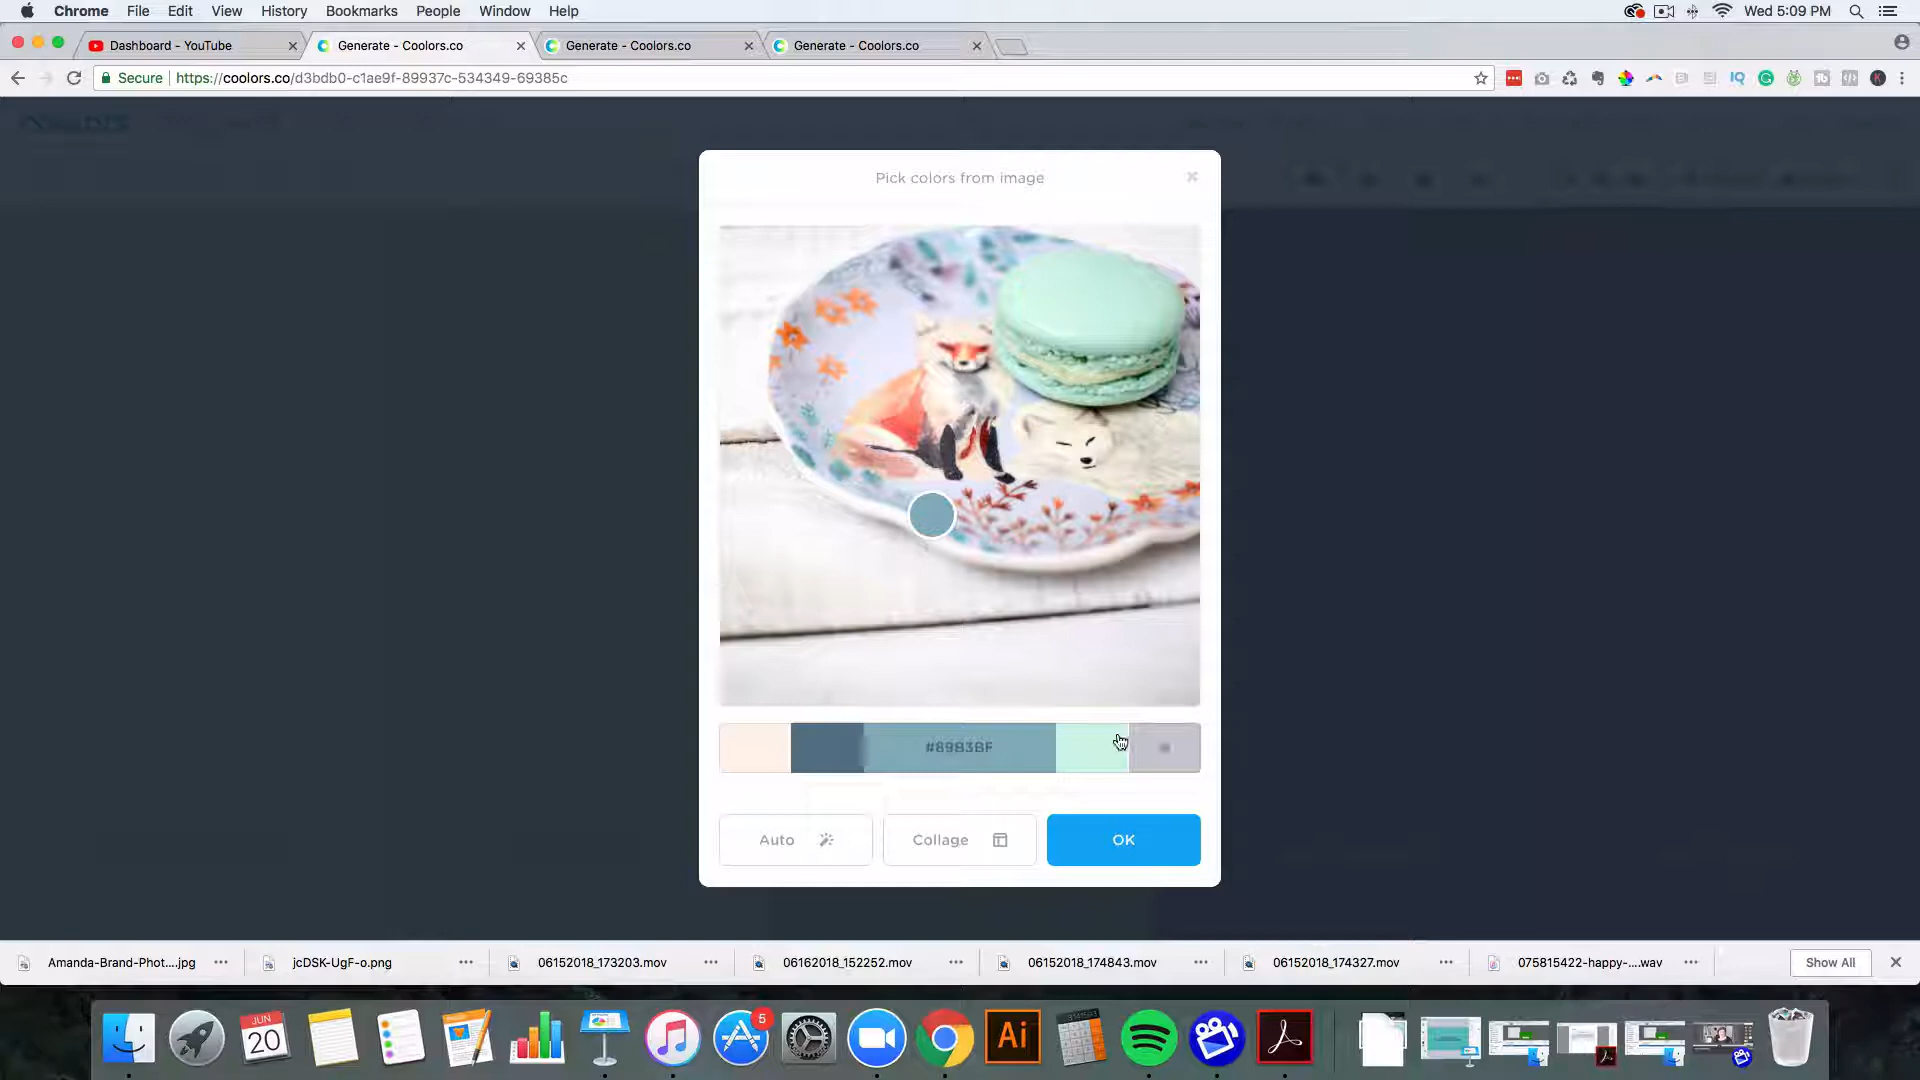 Chrome File Edit View History Bookmarks People Window Help Wed 5:09 PM
Dashboard - YouTube Generate - Coolors.co Generate - Coolors.co Generate - Coolors.co
Secure https://coolors.co/d3bdb0-c1ae9f-89937c-534349-69385c
Pick colors from image
#89B3BF
Auto Collage OK
Amanda-Brand-Phot....jpg jcDSK-UgF-o.png 06152018_173203.mov 06162018_152252.mov 06152018_174843.mov 06152018_174327.mov 075815422-happy-....wav Show All
JUN
20
5
Ai